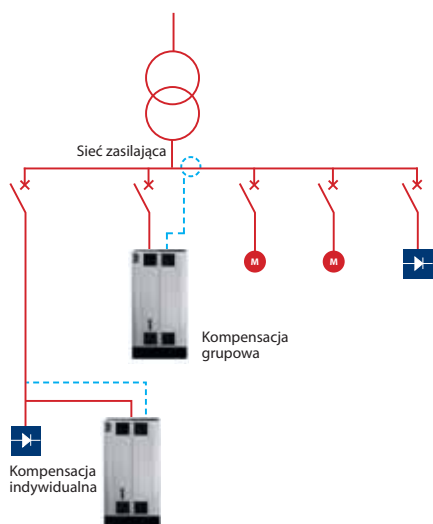 Sieć zasilająca
M
M
Kompensacja
grupowa
Kompensacja
indywidualna